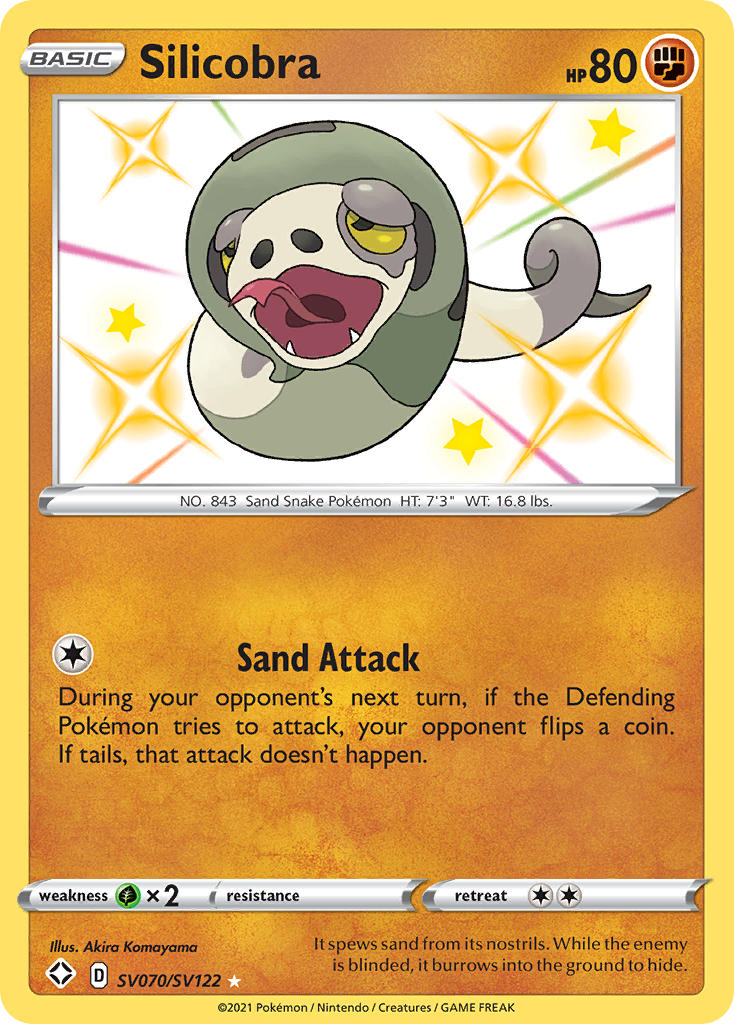 BASIC Silicobra HP 80
NO. 843 Sand Snake Pokémon HT: 7'3" WT: 16.8 lbs.
Sand Attack
During your opponent's next turn, if the Defending
Pokémon tries to attack, your opponent flips a coin.
If tails, that attack doesn't happen.
weakness ×2 resistance retreat
Illus. Akira Komayama
It spews sand from its nostrils. While the enemy
is blinded, it burrows into the ground to hide.
D SV070/SV122
©2021 Pokémon / Nintendo / Creatures / GAME FREAK